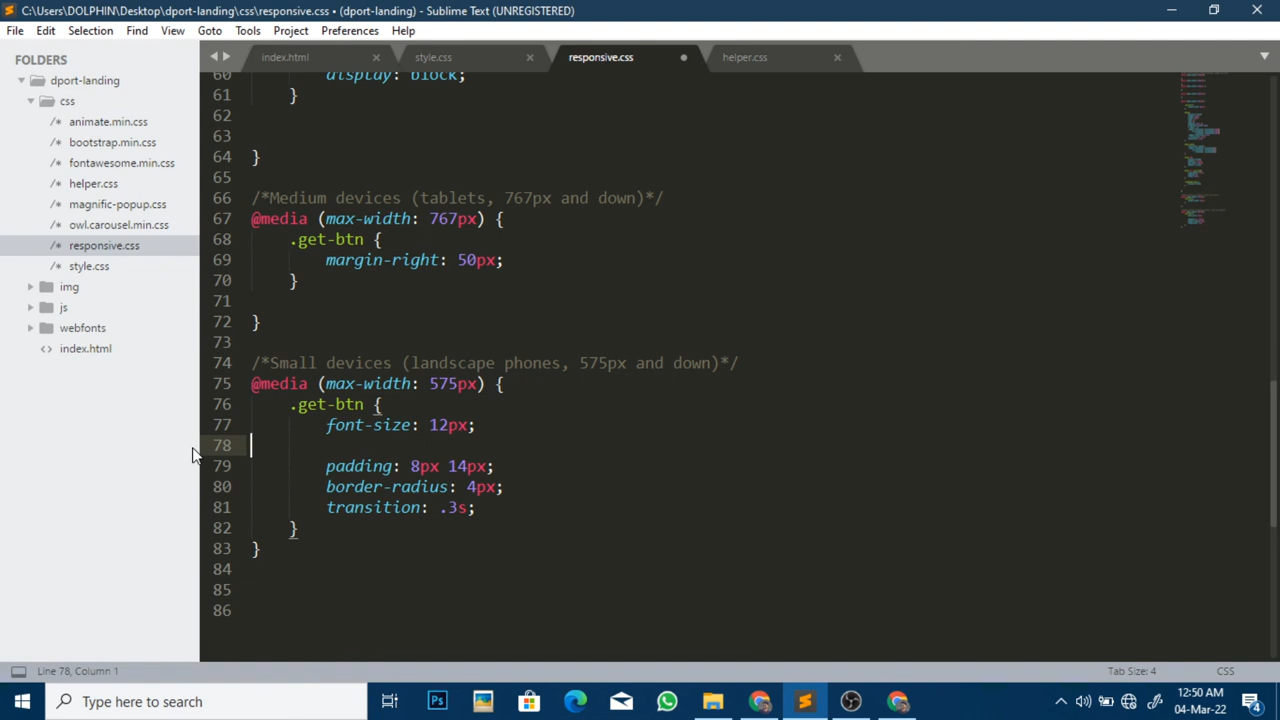 C:\Users\DOLPHIN\Desktop\dport-landing\css\responsive.css • (dport-landing) - Sublime Text (UNREGISTERED)
File Edit Selection Find View Goto Tools Project Preferences Help
FOLDERS
dport-landing
css
/* animate.min.css
/* bootstrap.min.css
/* fontawesome.min.css
/* helper.css
/* magnific-popup.css
/* owl.carousel.min.css
/* responsive.css
/* style.css
img
js
webfonts
<> index.html
index.html style.css responsive.css helper.css
60 display: block;
61 }
62
63
64 }
65
66 /*Medium devices (tablets, 767px and down)*/
67 @media (max-width: 767px) {
68 .get-btn {
69 margin-right: 50px;
70 }
71
72 }
73
74 /*Small devices (landscape phones, 575px and down)*/
75 @media (max-width: 575px) {
76 .get-btn {
77 font-size: 12px;
78
79 padding: 8px 14px;
80 border-radius: 4px;
81 transition: .3s;
82 }
83 }
84
85
86
Line 78, Column 1 Tab Size: 4 CSS
Type here to search
Ps
12:50 AM
04-Mar-22
4